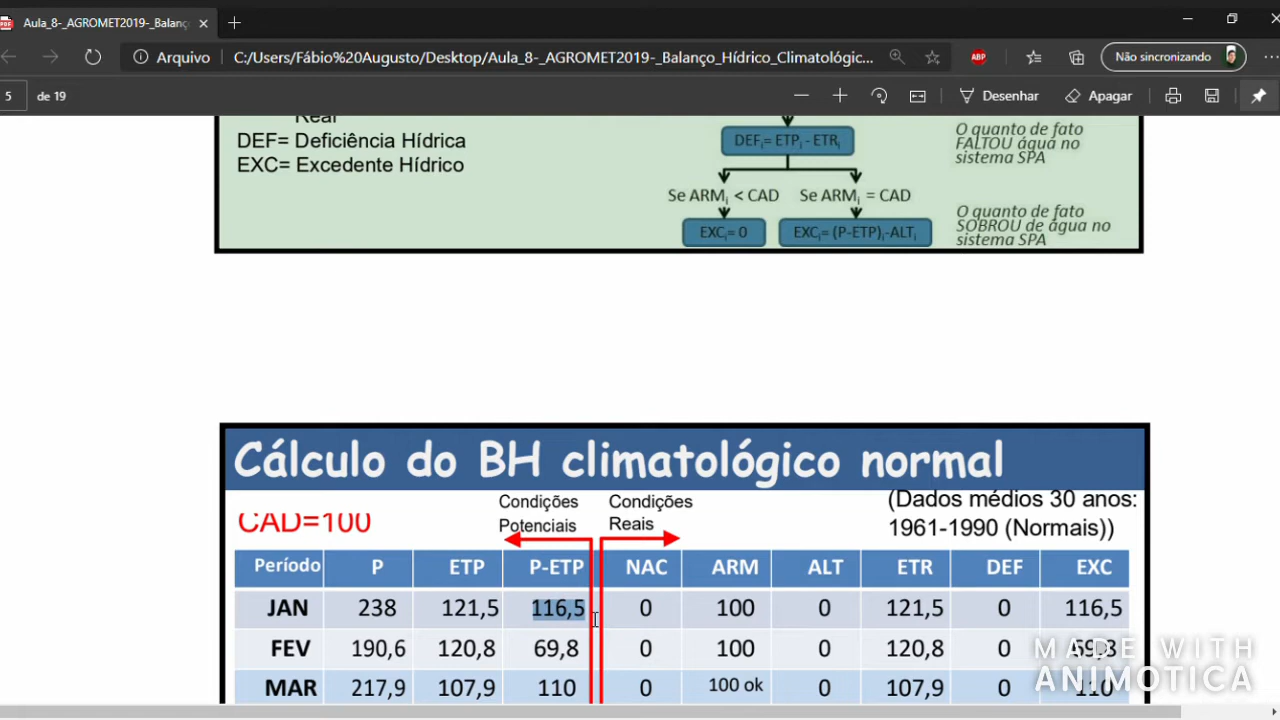 Aula_8-_AGROMET2019-_Balanç
Arquivo
C:/Users/Fábio%20Augusto/Desktop/Aula_8-_AGROMET2019-_Balanço_Hídrico_Climatológic...
ABP
Não sincronizando
5 de 19
Desenhar
Apagar
Real
DEF= Deficiência Hídrica
EXC= Excedente Hídrico
DEFi= ETPi - ETRi
O quanto de fato
FALTOU água no
sistema SPA
Se ARMi < CAD Se ARMi = CAD
EXCi= 0
EXCi= (P-ETP)i-ALTi
O quanto de fato
SOBROU de água no
sistema SPA
Cálculo do BH climatológico normal
CAD=100
Condições
Potenciais
Condições
Reais
(Dados médios 30 anos:
1961-1990 (Normais))
Período P ETP P-ETP NAC ARM ALT ETR DEF EXC
JAN 238 121,5 116,5 0 100 0 121,5 0 116,5
FEV 190,6 120,8 69,8 0 100 0 120,8 0 69,8
MAR 217,9 107,9 110 0 100 ok 0 107,9 0 110
MADE WITH
ANIMOTICA